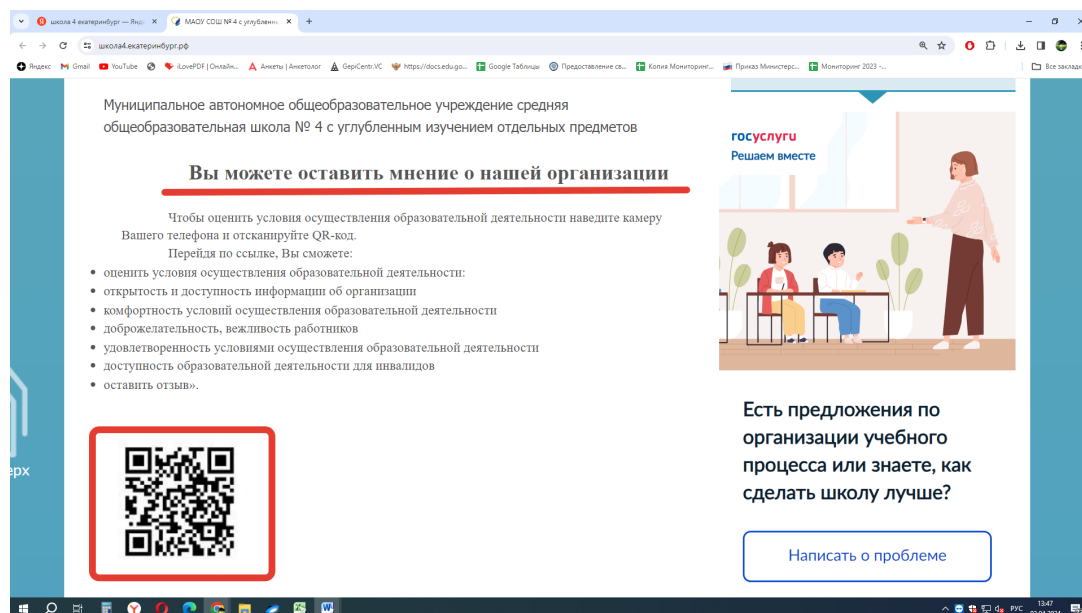 школа 4 екатеринбург — Янд
МАОУ СОШ № 4 с углубленн
школа4.екатеринбург.рф
Яндекс
Gmail
YouTube
iLovePDF | Онлайн...
Анкеты | Анкетолог
GepiCentr.VC
https://docs.edu.go...
Google Таблицы
Предоставление св...
Копия Мониторинг...
Приказ Министерс...
Мониторинг 2023 -...
Все закладки
Муниципальное автономное общеобразовательное учреждение средняя
общеобразовательная школа № 4 с углубленным изучением отдельных предметов
Вы можете оставить мнение о нашей организации
Чтобы оценить условия осуществления образовательной деятельности наведите камеру
Вашего телефона и отсканируйте QR-код.
Перейдя по ссылке, Вы сможете:
• оценить условия осуществления образовательной деятельности:
• открытость и доступность информации об организации
• комфортность условий осуществления образовательной деятельности
• доброжелательность, вежливость работников
• удовлетворенность условиями осуществления образовательной деятельности
• доступность образовательной деятельности для инвалидов
• оставить отзыв».
ерх
госуслуги
Решаем вместе
Есть предложения по
организации учебного
процесса или знаете, как
сделать школу лучше?
Написать о проблеме
РУС
13:47